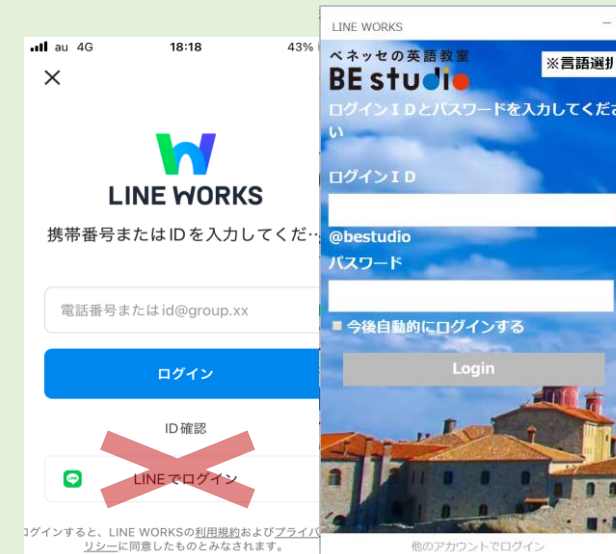 au 4G 18:18 43%
LINE WORKS
携帯番号またはIDを入力してくだ…
電話番号またはid@group.xx
ログイン
ID確認
LINEでログイン
ログインすると、LINE WORKSの利用規約およびプライバ
リシーに同意したものとみなされます。
LINE WORKS
ベネッセの英語教室
BE studio
※言語選択
ログインＩＤとパスワードを入力してくださ
い
ログインＩＤ
@bestudio
パスワード
今後自動的にログインする
Login
他のアカウントでログイン